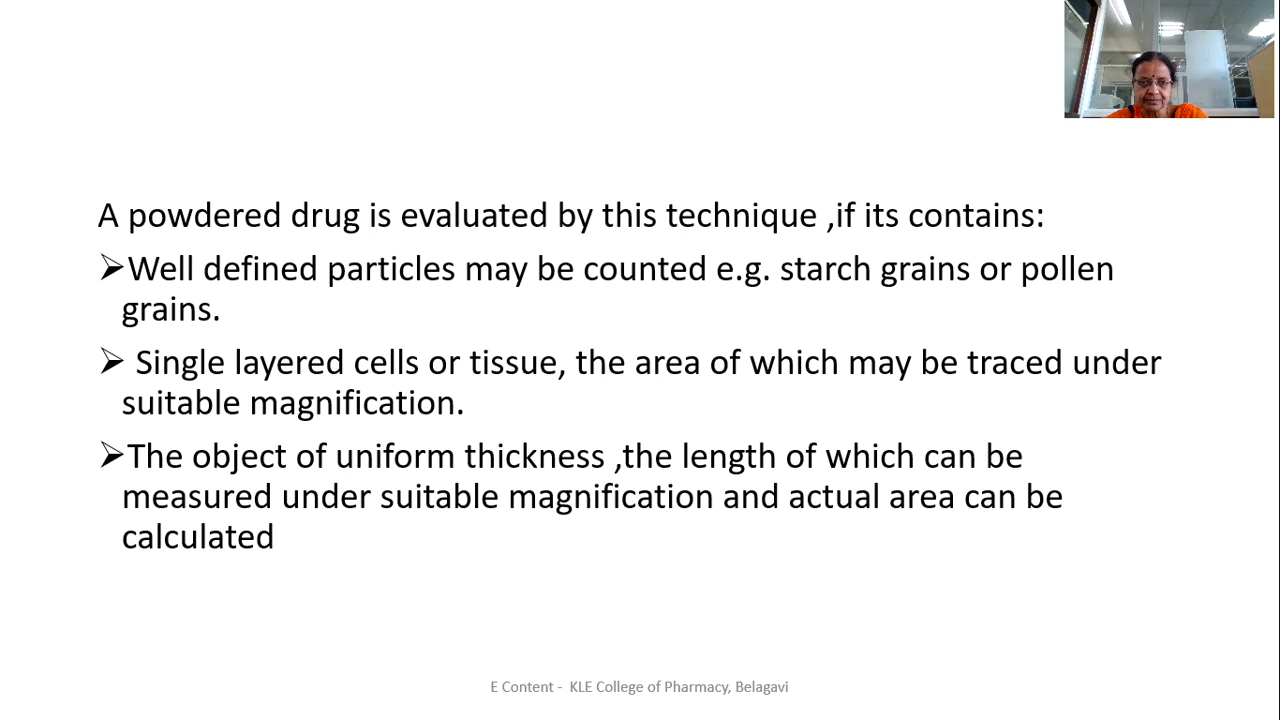 A powdered drug is evaluated by this technique ,if its contains:
➢Well defined particles may be counted e.g. starch grains or pollen
grains.
➢ Single layered cells or tissue, the area of which may be traced under
suitable magnification.
➢The object of uniform thickness ,the length of which can be
measured under suitable magnification and actual area can be
calculated
E Content - KLE College of Pharmacy, Belagavi